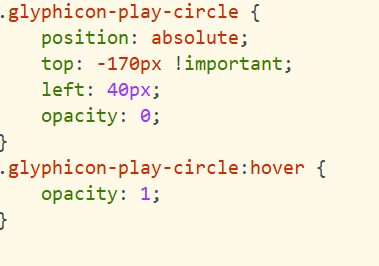 .glyphicon-play-circle {
    position: absolute;
    top: -170px !important;
    left: 40px;
    opacity: 0;
}
.glyphicon-play-circle:hover {
    opacity: 1;
}